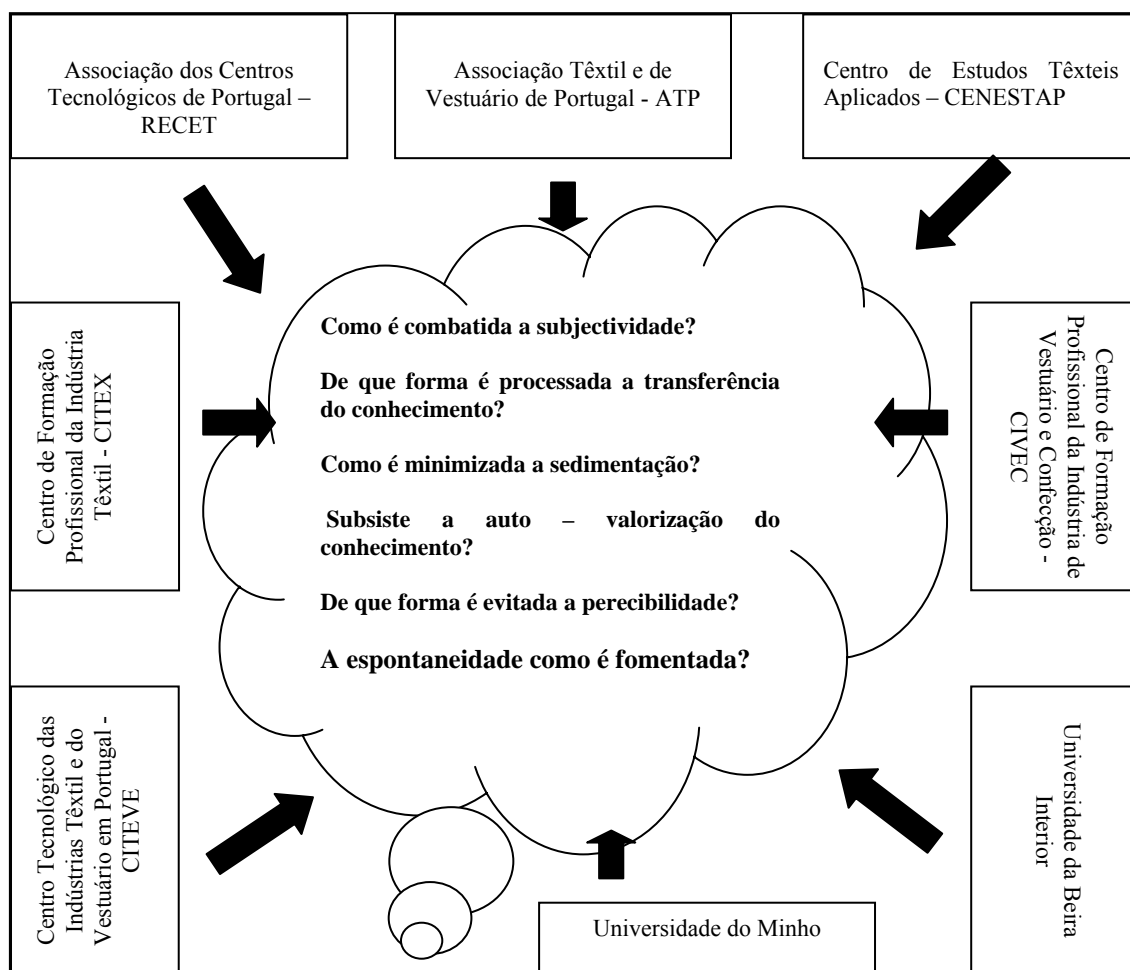 Associação dos Centros
Tecnológicos de Portugal –
RECET
Associação Têxtil e de
Vestuário de Portugal - ATP
Centro de Estudos Têxteis
Aplicados – CENESTAP
Centro de Formação
Profissional da Indústria
Têxtil - CITEX
Como é combatida a subjectividade?
De que forma é processada a transferência
do conhecimento?
Como é minimizada a sedimentação?
Subsiste a auto – valorização do
conhecimento?
De que forma é evitada a perecibilidade?
A espontaneidade como é fomentada?
Centro de Formação
Profissional da Indústria de
Vestuário e Confecção -
CIVEC
Centro Tecnológico das
Indústrias Têxtil e do
Vestuário em Portugal -
CITEVE
Universidade do Minho
Universidade da Beira
Interior